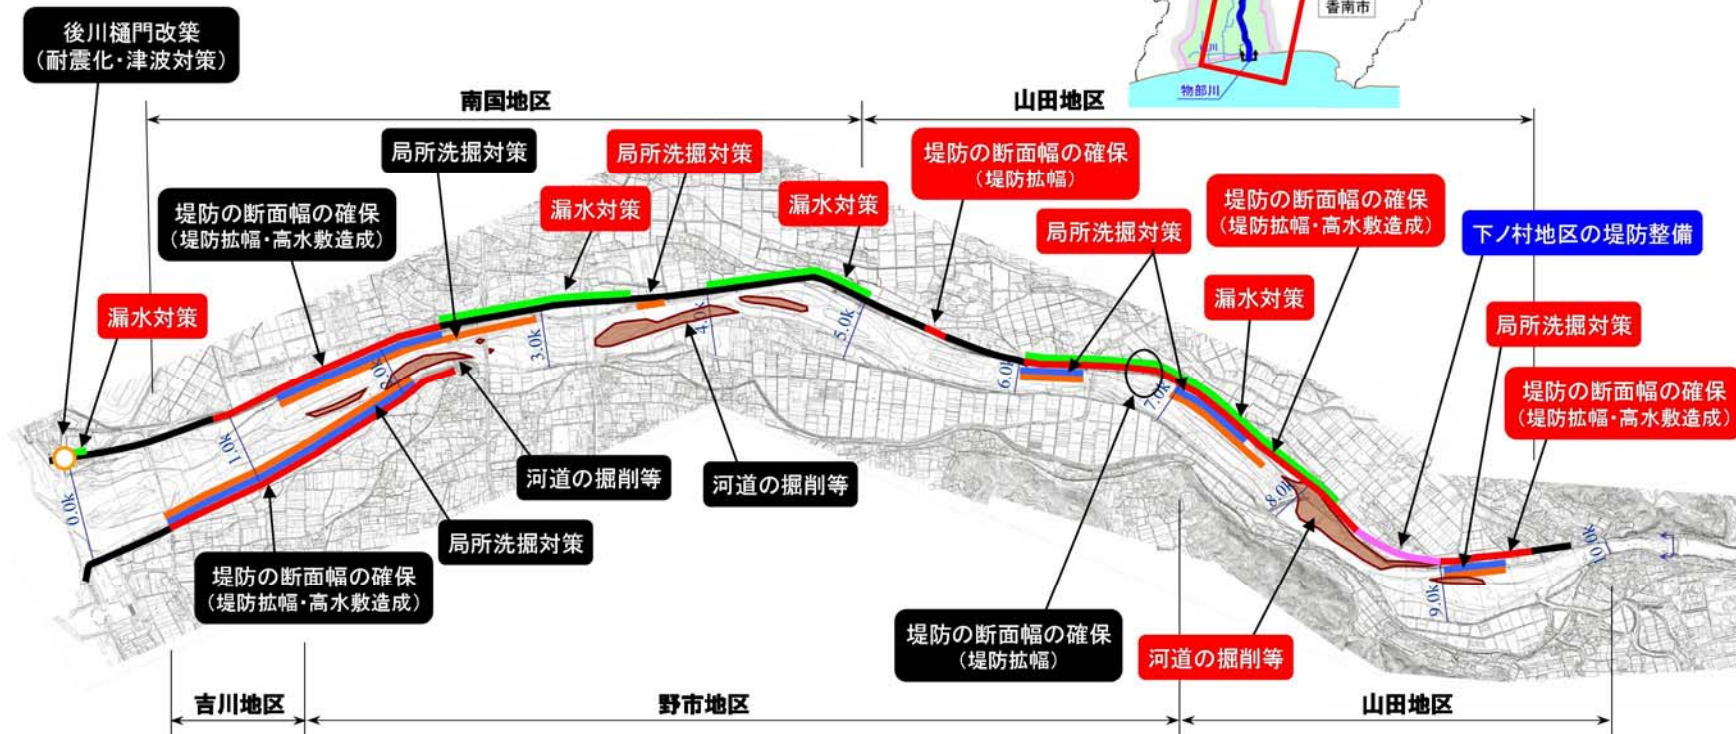 香南市
物部川
後川樋門改築
(耐震化・津波対策)
南国地区
山田地区
局所洗掘対策
局所洗掘対策
堤防の断面幅の確保
(堤防拡幅)
漏水対策
漏水対策
堤防の断面幅の確保
(堤防拡幅・高水敷造成)
堤防の断面幅の確保
(堤防拡幅・高水敷造成)
局所洗掘対策
下ノ村地区の堤防整備
漏水対策
漏水対策
局所洗掘対策
堤防の断面幅の確保
(堤防拡幅・高水敷造成)
0.0k
1.0k
3.0k
5.0k
6.0k
7.0k
8.0k
9.0k
10.0k
河道の掘削等
河道の掘削等
局所洗掘対策
堤防の断面幅の確保
(堤防拡幅・高水敷造成)
堤防の断面幅の確保
(堤防拡幅)
河道の掘削等
吉川地区
野市地区
山田地区